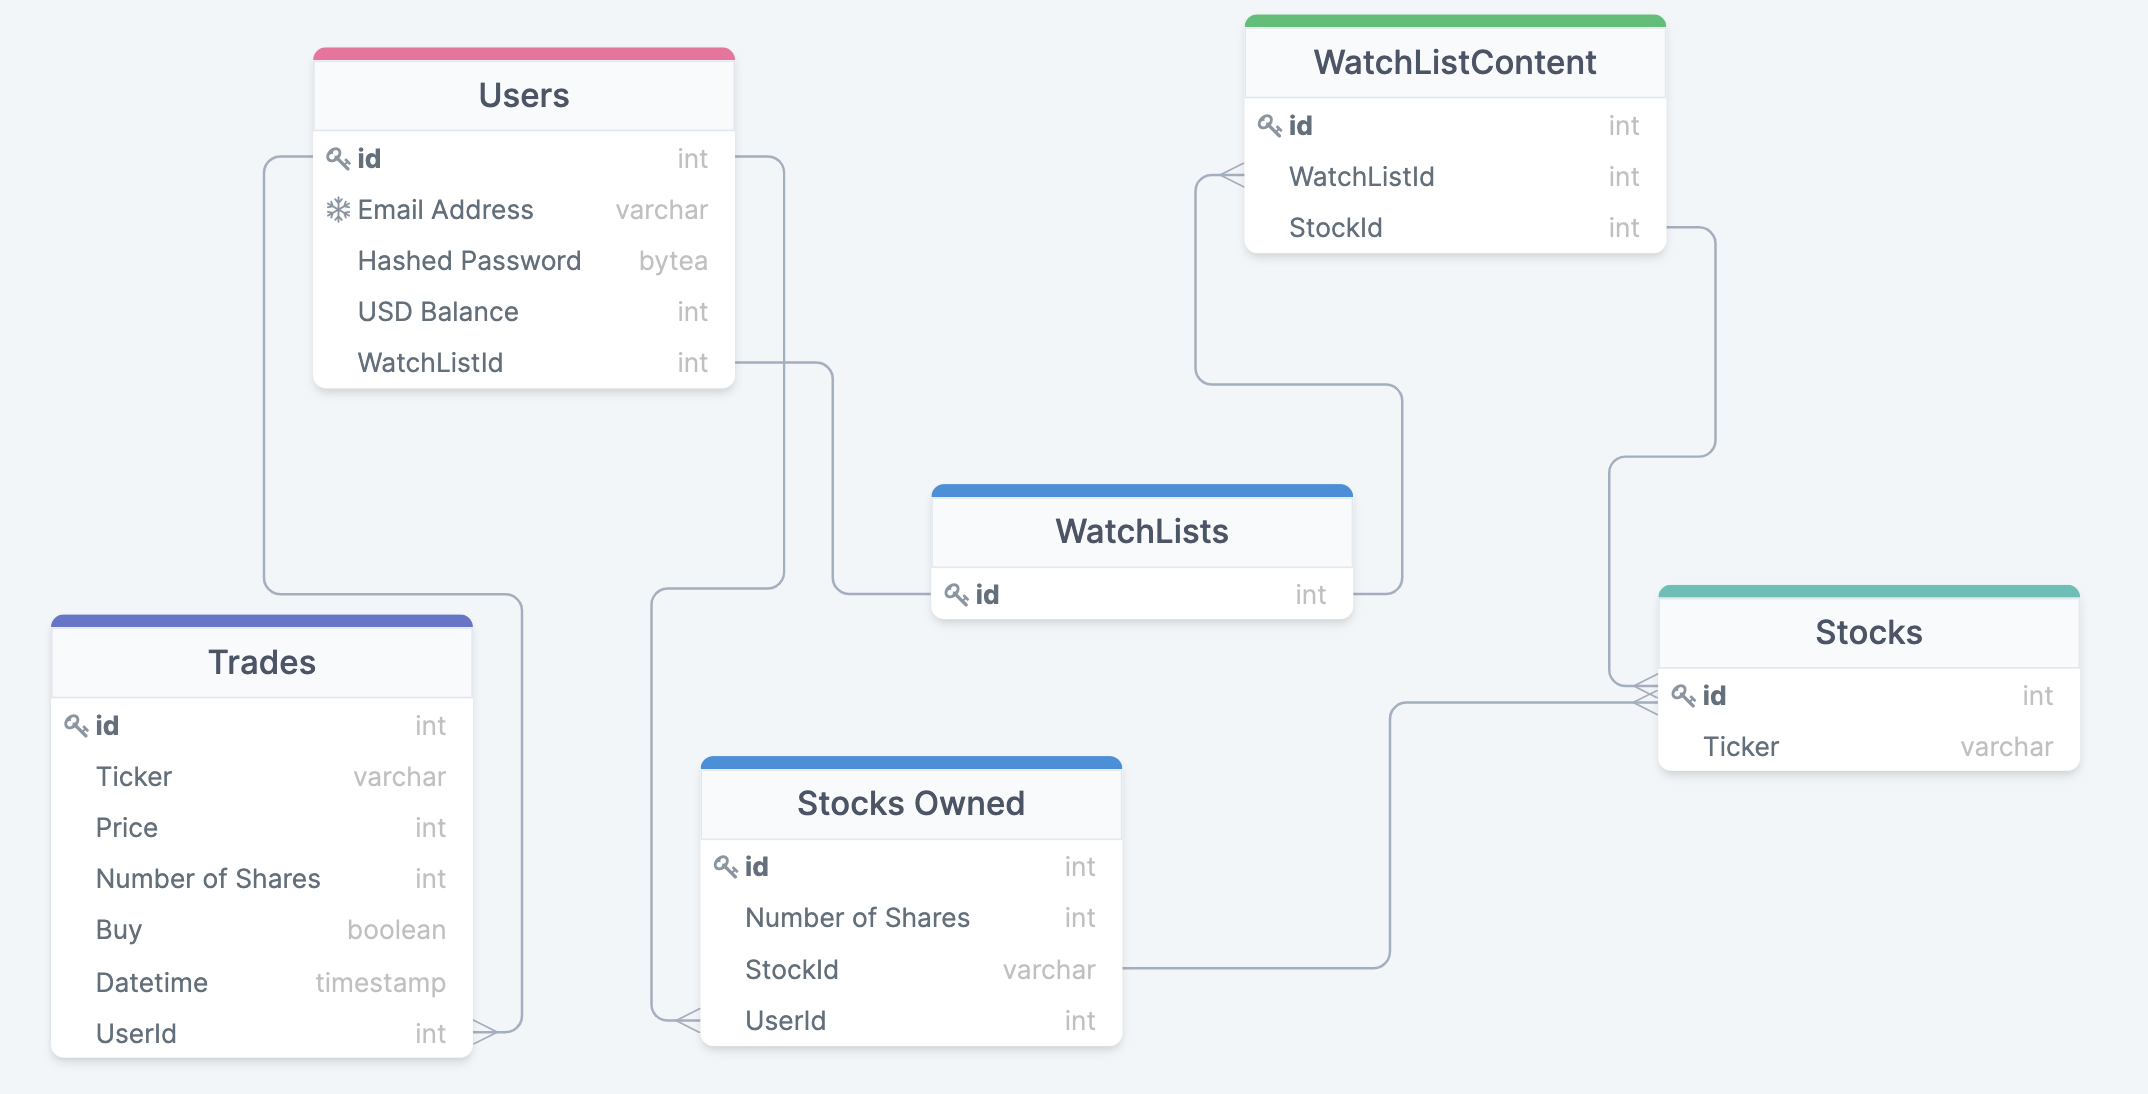 Users
id int
Email Address varchar
Hashed Password bytea
USD Balance int
WatchListId int
WatchListContent
id int
WatchListId int
StockId int
WatchLists
id int
Stocks
id int
Ticker varchar
Trades
id int
Ticker varchar
Price int
Number of Shares int
Buy boolean
Datetime timestamp
UserId int
Stocks Owned
id int
Number of Shares int
StockId varchar
UserId int